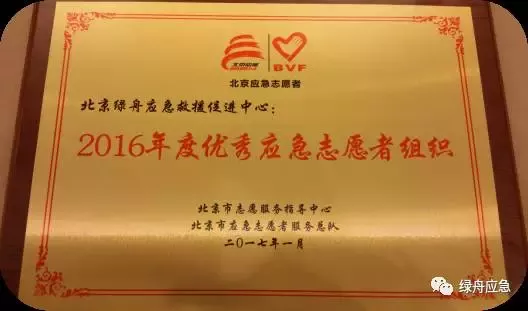 BVF
北京应急志愿者
北京绿舟应急救援促进中心:
2016年度优秀应急志愿者组织
北京市志愿服务指导中心
北京市应急志愿者服务总队
二〇一七年一月
绿舟应急